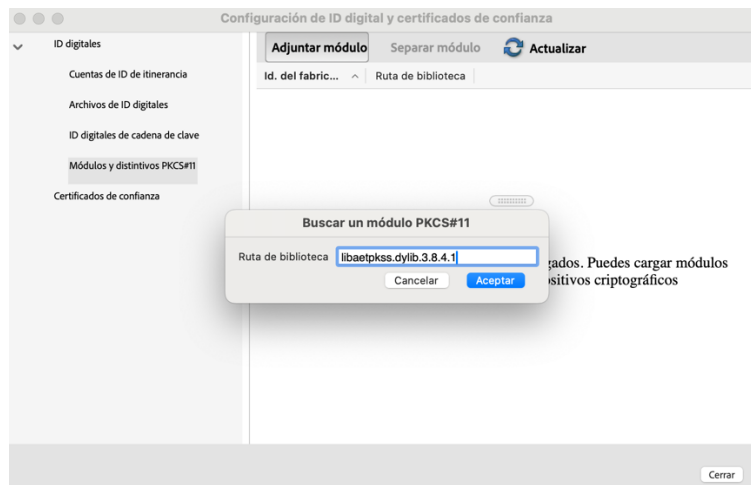 Configuración de ID digital y certificados de confianza
ID digitales
Cuentas de ID de itinerancia
Archivos de ID digitales
ID digitales de cadena de clave
Módulos y distintivos PKCS#11
Certificados de confianza
Adjuntar módulo Separar módulo Actualizar
Id. del fabric... Ruta de biblioteca
Buscar un módulo PKCS#11
Ruta de biblioteca libaetpkss.dylib.3.8.4.1
Cancelar Aceptar
Puedes cargar módulos
criptográficos
Cerrar